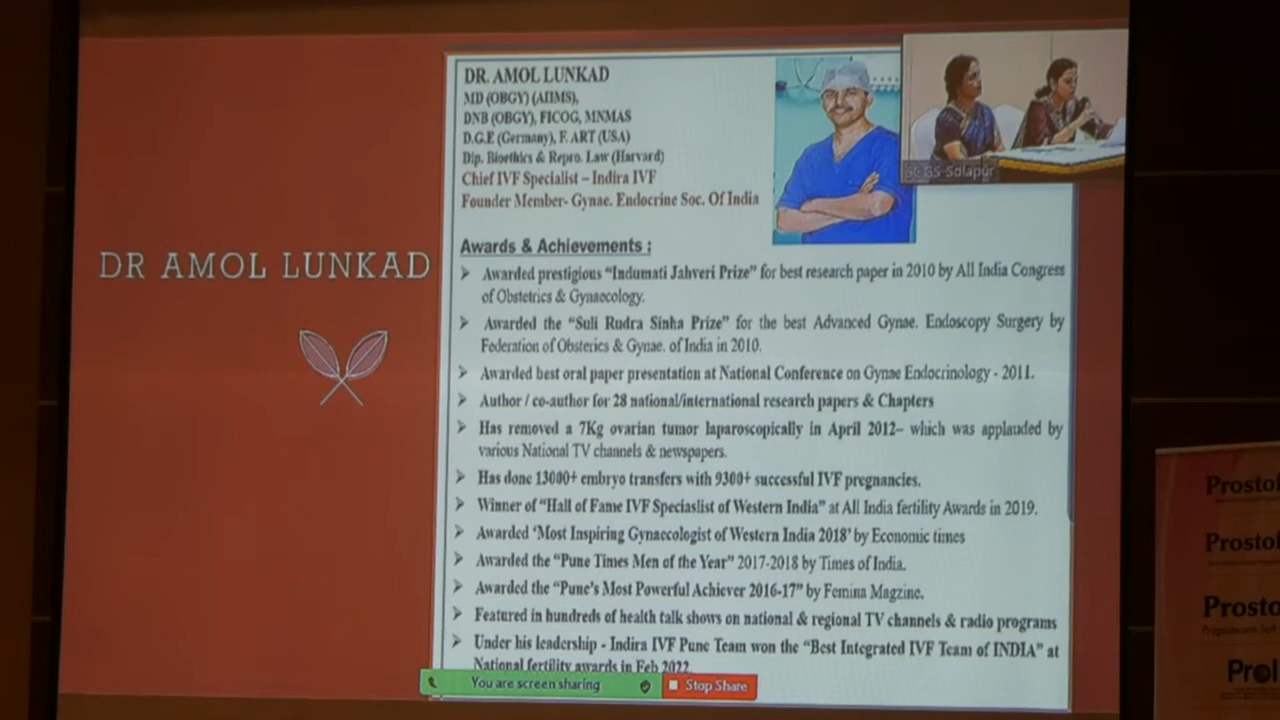 DR. AMOL LUNKAD
MD (OBGY) (AIIMS),
DNB (OBGY), FICOG, MNMAS
D.G.E (Germany), F. ART (USA)
Dip. Bioethics & Repro. Law (Harvard)
Chief IVF Specialist – Indira IVF
Founder Member- Gynae. Endocrine Soc. Of India
SOGS-Solapur
DR AMOL LUNKAD
Awards & Achievements :
➤ Awarded prestigious “Indumati Jahveri Prize” for best research paper in 2010 by All India Congress
of Obstetrics & Gynaecology.
➤ Awarded the “Suli Rudra Sinha Prize” for the best Advanced Gynae. Endoscopy Surgery by
Federation of Obsterics & Gynae. of India in 2010.
➤ Awarded best oral paper presentation at National Conference on Gynae Endocrinology - 2011.
➤ Author / co-author for 28 national/international research papers & Chapters
➤ Has removed a 7Kg ovarian tumor laparoscopically in April 2012– which was applauded by
various National TV channels & newspapers.
➤ Has done 13000+ embryo transfers with 9300+ successful IVF pregnancies.
➤ Winner of “Hall of Fame IVF Speciaslist of Western India” at All India fertility Awards in 2019.
➤ Awarded ‘Most Inspiring Gynaecologist of Western India 2018’ by Economic times
➤ Awarded the “Pune Times Men of the Year” 2017-2018 by Times of India.
➤ Awarded the “Pune's Most Powerful Achiever 2016-17” by Femina Magzine.
➤ Featured in hundreds of health talk shows on national & regional TV channels & radio programs
➤ Under his leadership - Indira IVF Pune Team won the “Best Integrated IVF Team of INDIA” at
National fertility awards in Feb 2022.
You are screen sharing
Stop Share
Prosto
Prosto
Prosto
Prol